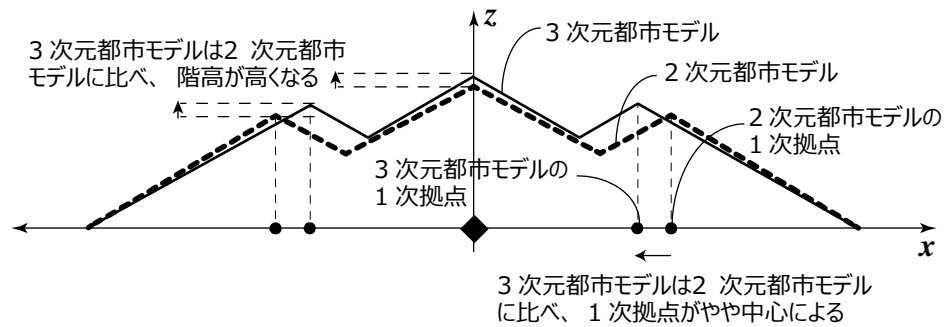 z
3 次元都市モデルは2 次元都市
モデルに比べ、 階高が高くなる
3 次元都市モデル
2 次元都市モデル
2 次元都市モデルの
1 次拠点
3 次元都市モデルの
1 次拠点
x
3 次元都市モデルは2 次元都市モデル
に比べ、 1 次拠点がやや中心による